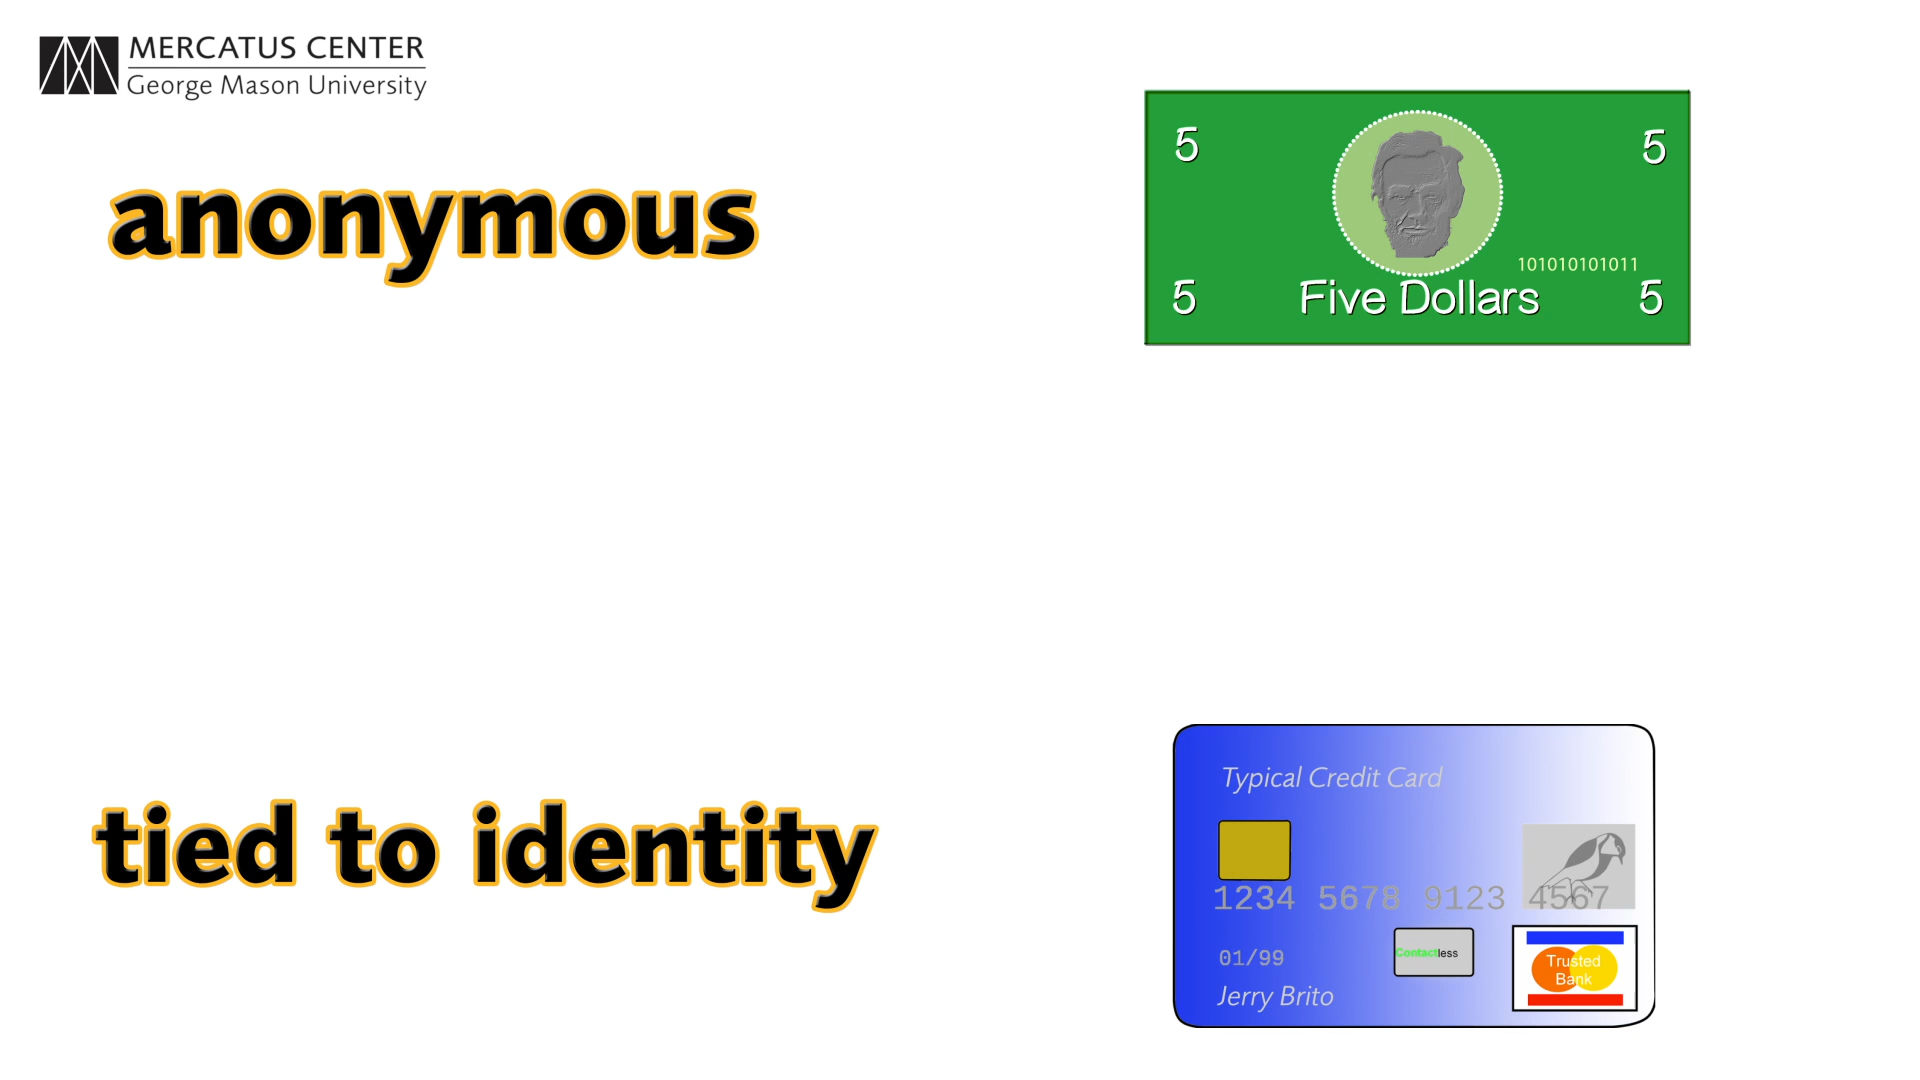 MERCATUS CENTER
George Mason University
anonymous
5 5
101010101011
5 Five Dollars 5
tied to identity
Typical Credit Card
1234 5678 9123 4567
Contactless
01/99
Trusted
Bank
Jerry Brito